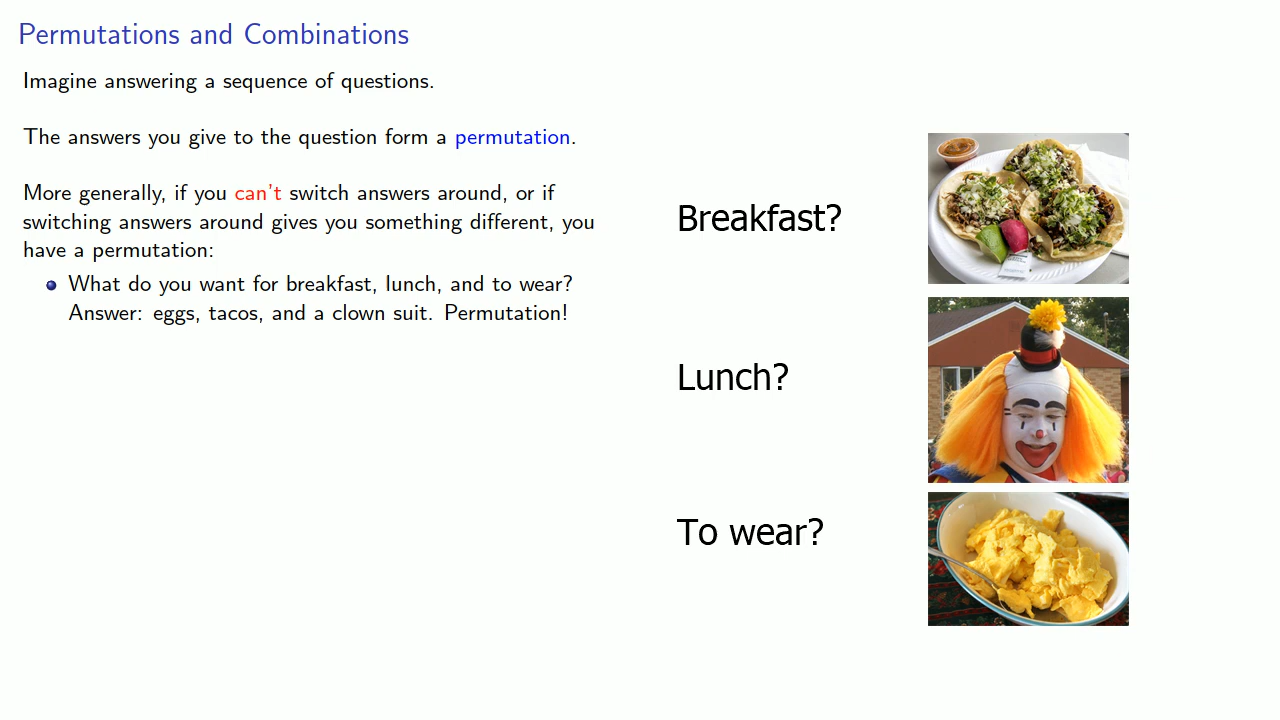 Permutations and Combinations
Imagine answering a sequence of questions.
The answers you give to the question form a permutation.
More generally, if you can't switch answers around, or if
switching answers around gives you something different, you
have a permutation:
What do you want for breakfast, lunch, and to wear?
Answer: eggs, tacos, and a clown suit. Permutation!
Breakfast?
Lunch?
To wear?